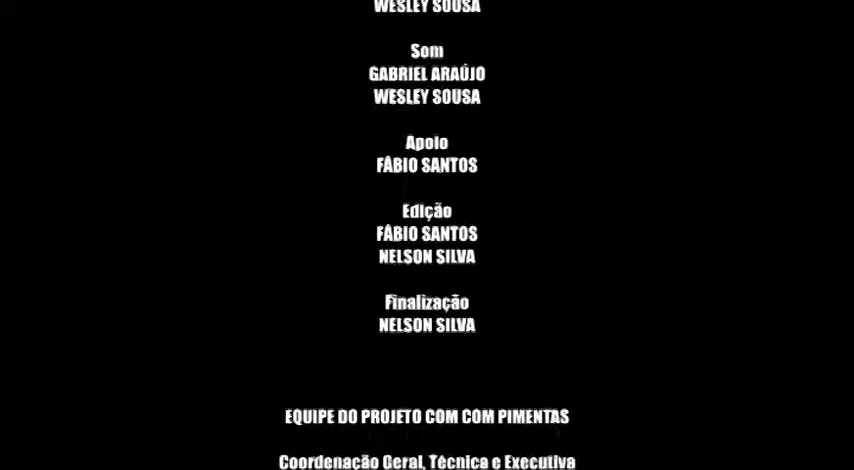 WESLEY SOUSA
Som
GABRIEL ARAÚJO
WESLEY SOUSA
Apoio
FÁBIO SANTOS
Edição
FÁBIO SANTOS
NELSON SILVA
Finalização
NELSON SILVA
EQUIPE DO PROJETO COM COM PIMENTAS
Coordenação Geral, Técnica e Executiva